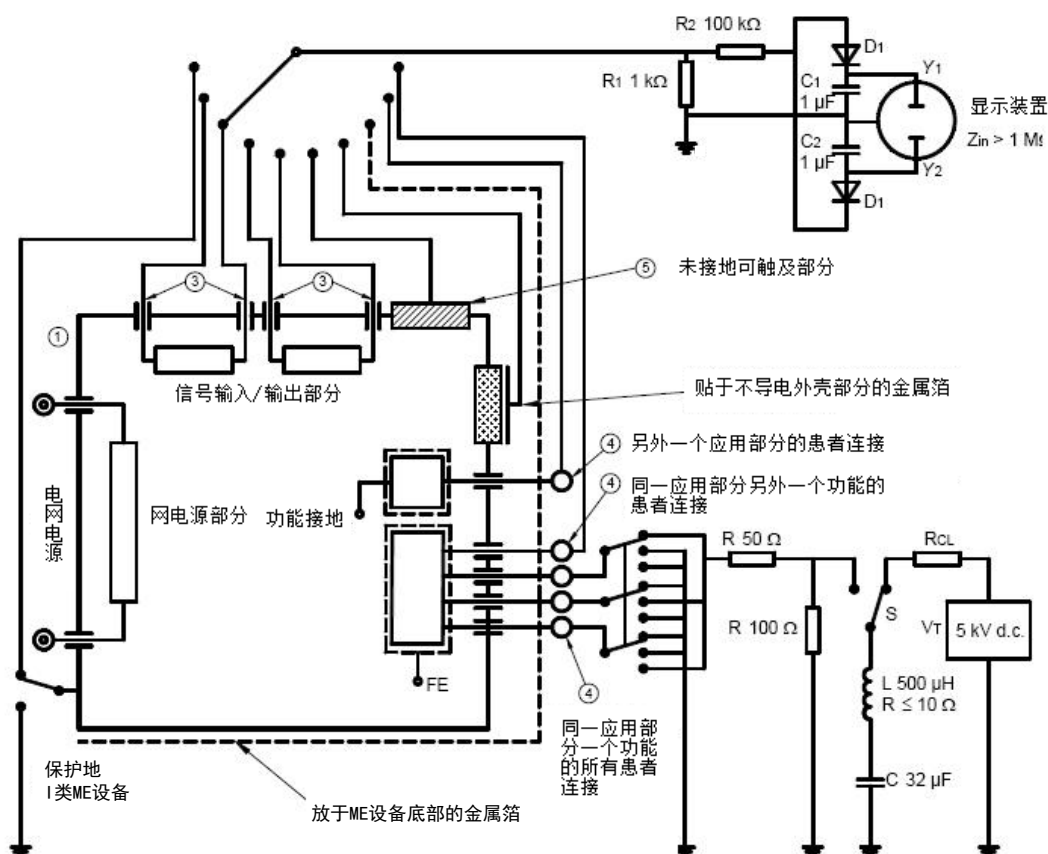 R2 100 kΩ
D1
R1 1 kΩ
C1
1 μF
Y1
显示装置
Zin > 1 M
C2
1 μF
Y2
D1
⑤ 未接地可触及部分
③
③
①
信号输入/输出部分
贴于不导电外壳部分的金属箔
④ 另外一个应用部分的患者连接
④ 同一应用部分另外一个功能的
患者连接
电网电源
网电源部分
功能接地
R 50 Ω
RCL
R 100 Ω
S
VT
5 kV d.c.
FE
④
L 500 μH
R ≤ 10 Ω
同一应用部
分一个功能
的所有患者
连接
C 32 μF
保护地
I类ME设备
放于ME设备底部的金属箔